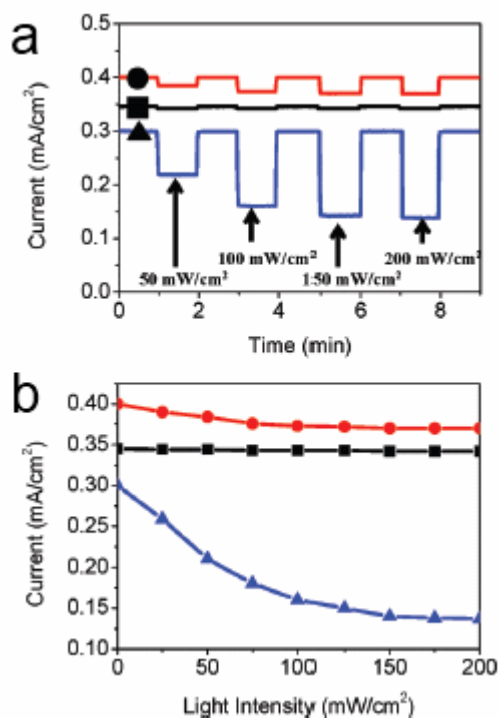 a
Current (mA/cm²)
0.5
0.4
0.3
0.2
0.1
0.0
50 mW/cm²
100 mW/cm²
1:50 mW/cm²
200 mW/cm²
0 2 4 6 8
Time (min)
b
Current (mA/cm²)
0.40
0.35
0.30
0.25
0.20
0.15
0.10
0 50 100 150 200
Light Intensity (mW/cm²)